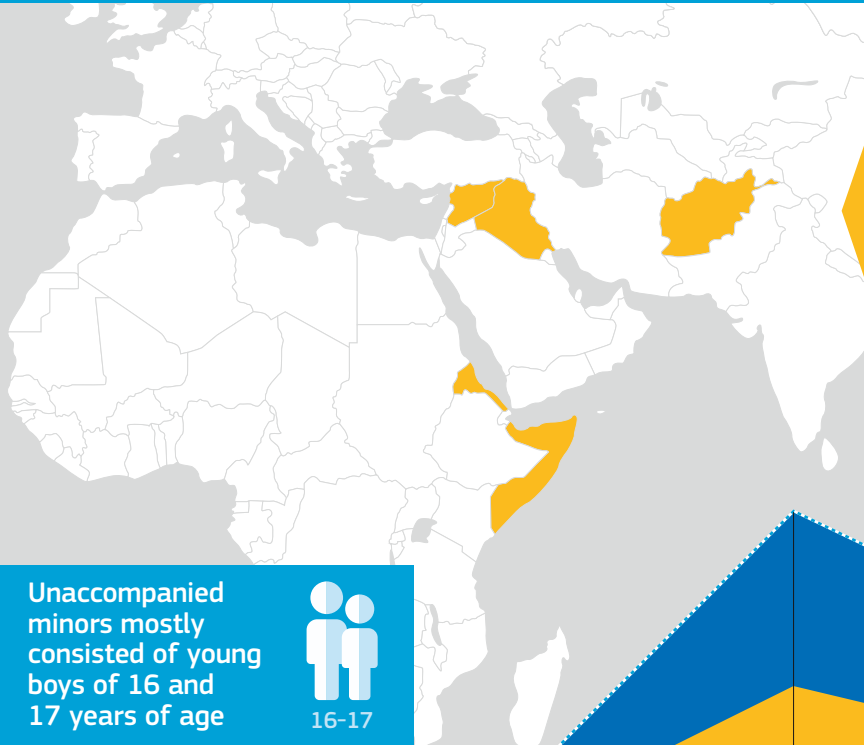 Unaccompanied
minors mostly
consisted of young
boys of 16 and
17 years of age
16-17